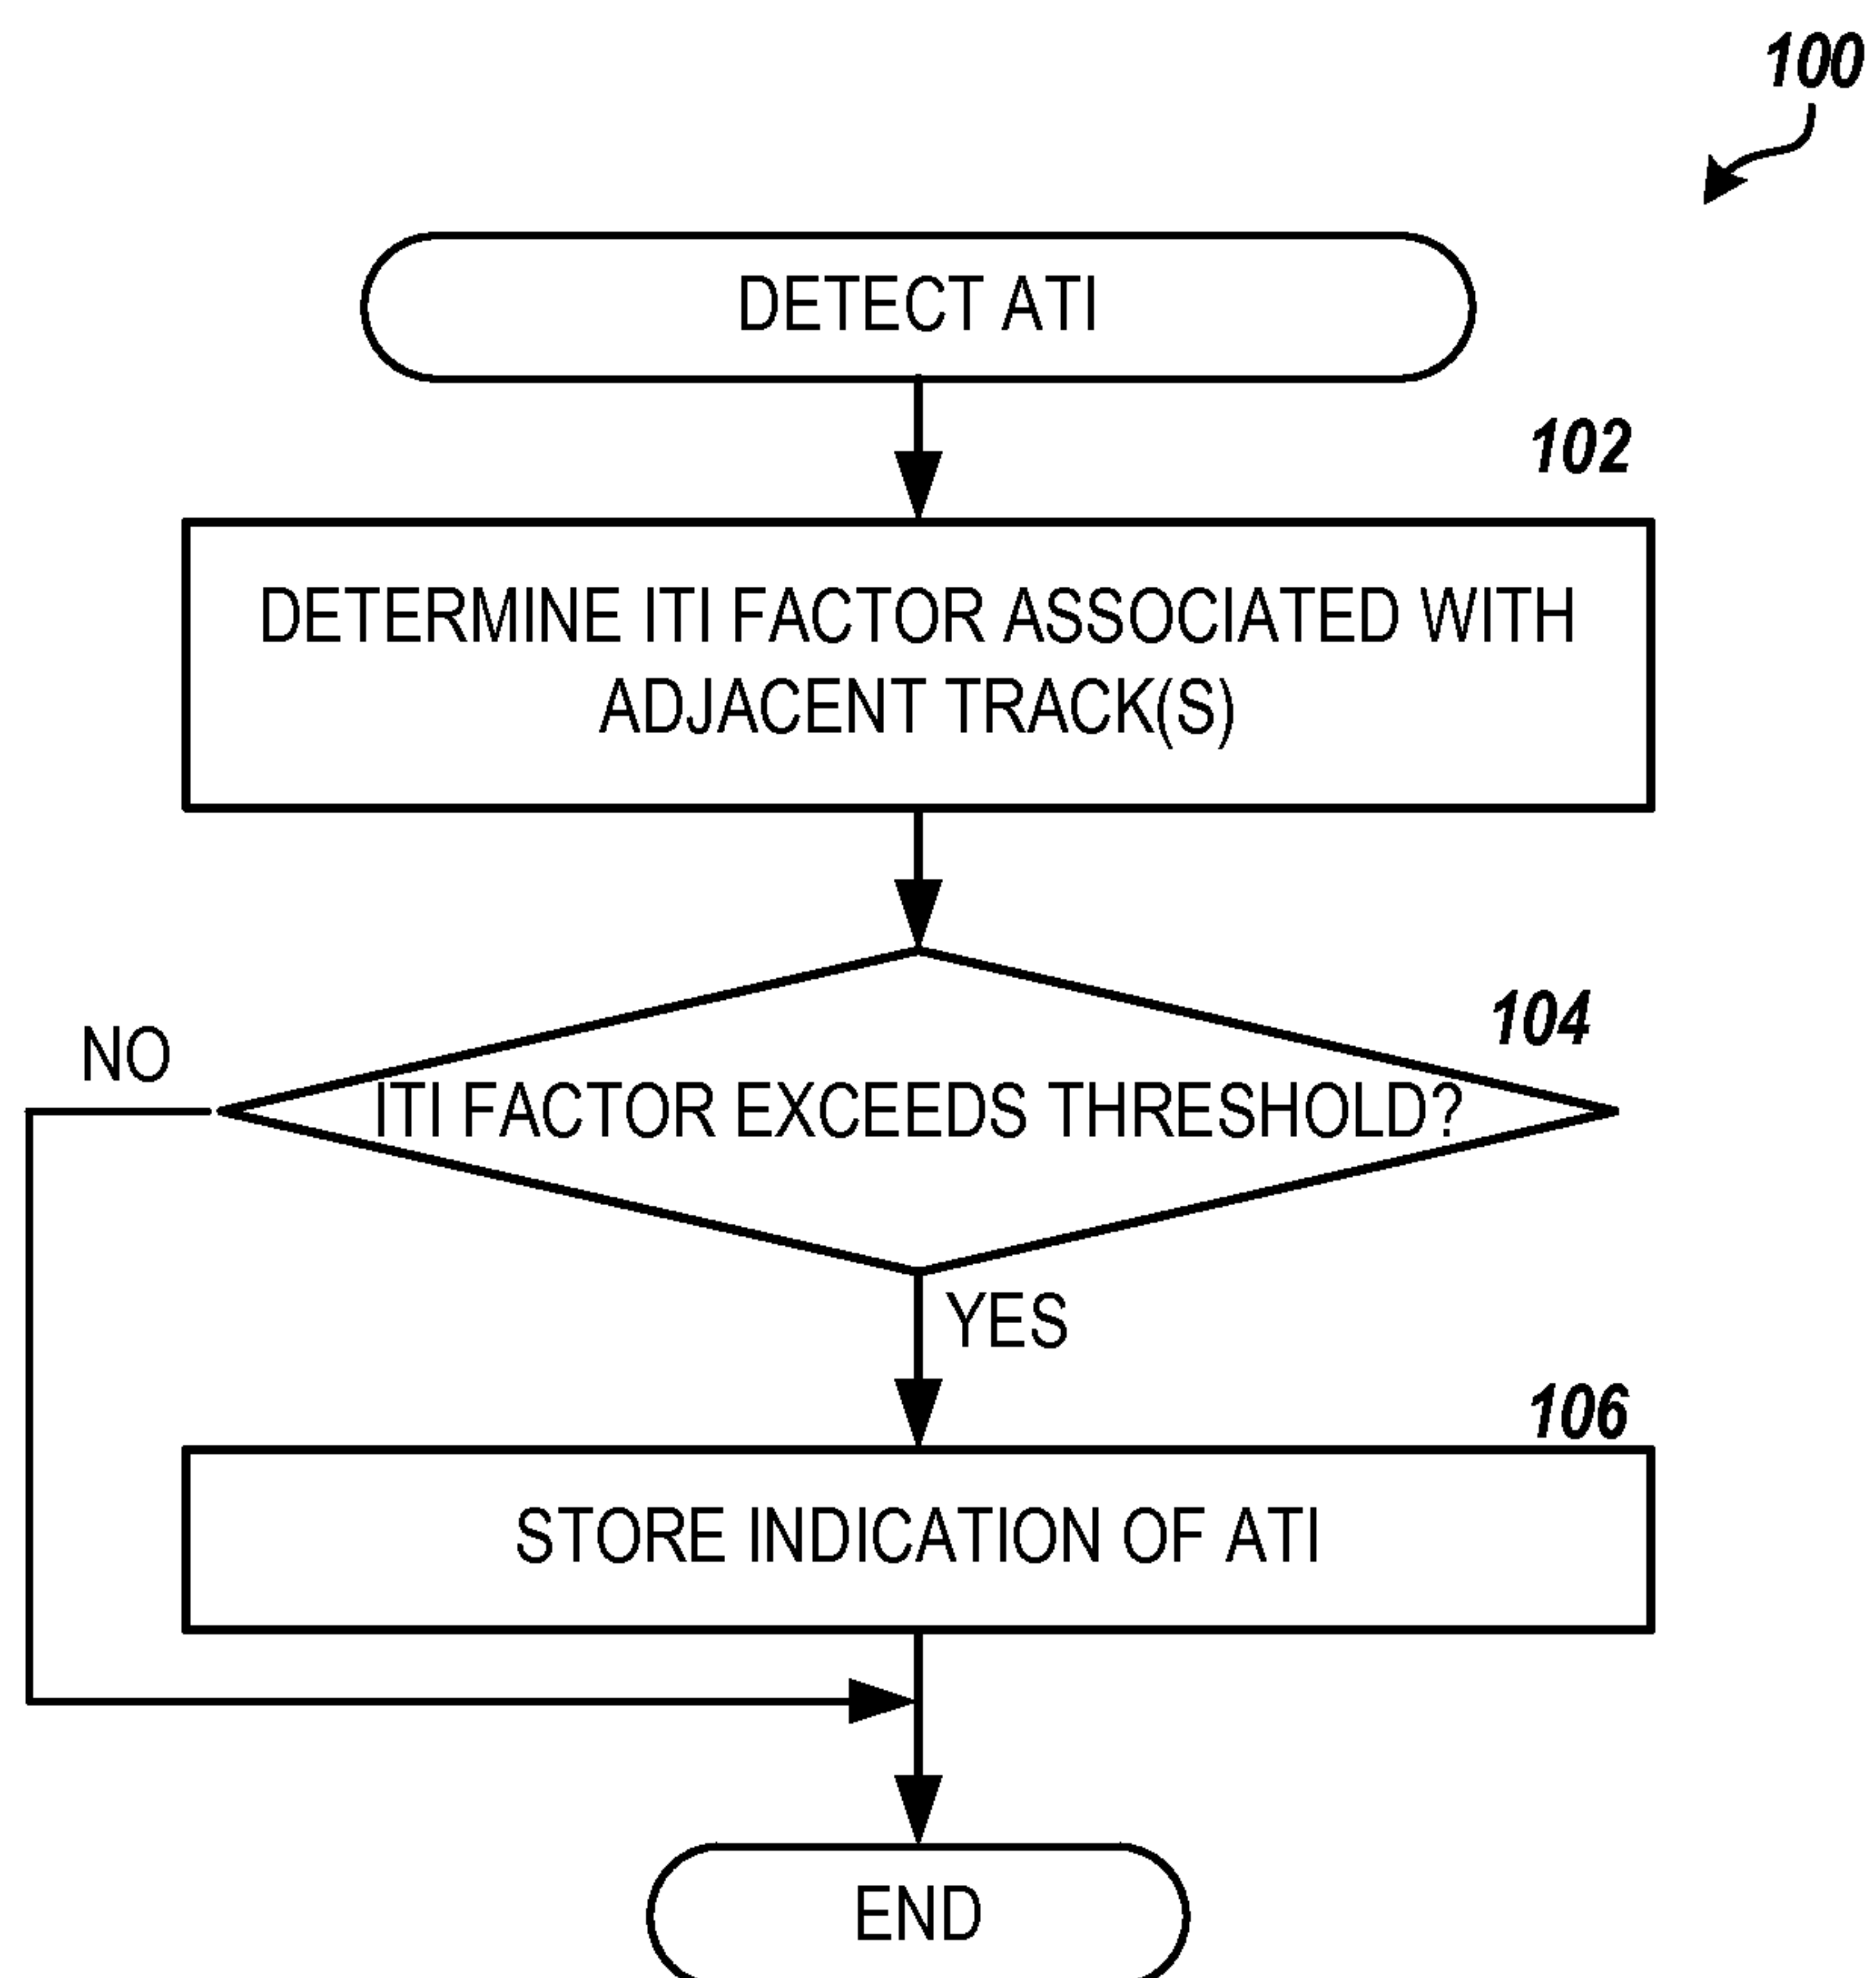 100
DETECT ATI
102
DETERMINE ITI FACTOR ASSOCIATED WITH
ADJACENT TRACK(S)
104
NO
ITI FACTOR EXCEEDS THRESHOLD?
YES
106
STORE INDICATION OF ATI
END